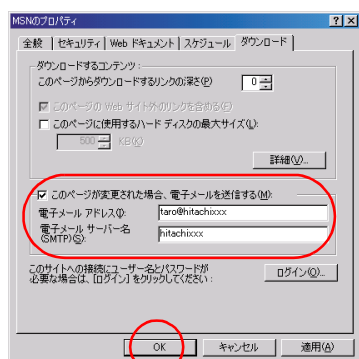 MSNのプロパティ
全般 セキュリティ Web ドキュメント スケジュール ダウンロード
ダウンロードするコンテンツ:
このページからダウンロードするリンクの深さ(P) 0
このページの Web サイト外のリンクを含める(F)
このページに使用するハード ディスクの最大サイズ(L):
500 KB(K)
詳細(V)...
このページが変更された場合、電子メールを送信する(M):
電子メール アドレス(I): taro@hitachixxx
電子メール サーバー名 (SMTP)(S): hitachixxx
このサイトへの接続にユーザー名とパスワードが
必要な場合は、[ログイン] をクリックしてください:
ログイン(O)...
OK キャンセル 適用(A)